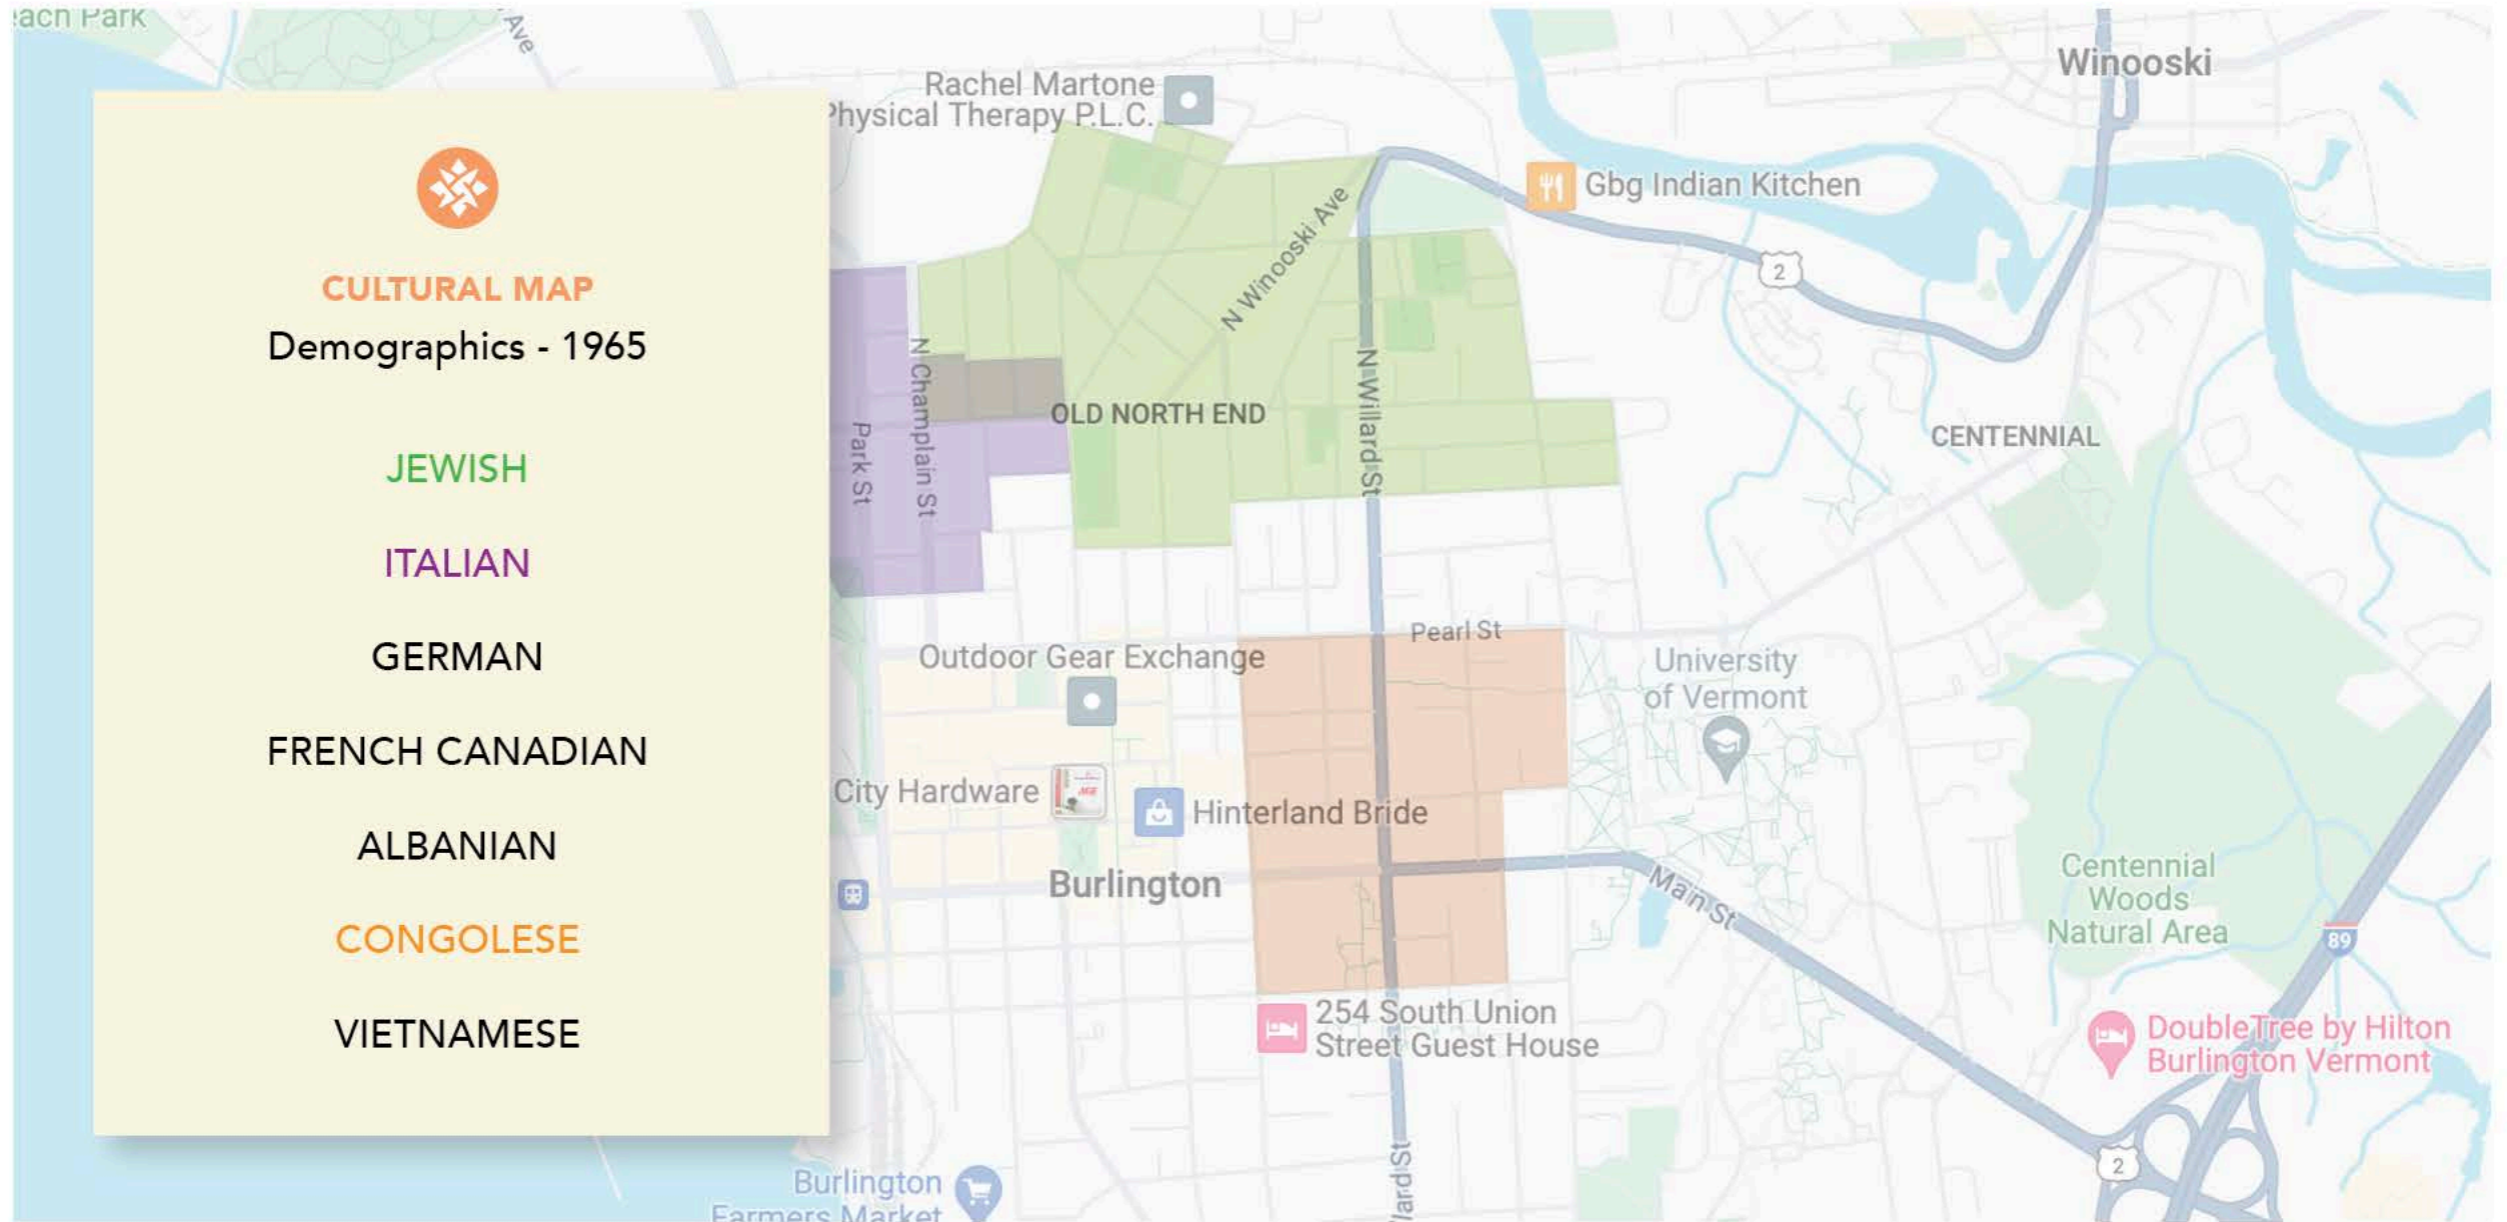 each Park
Ave
Winooski
Rachel Martone
Physical Therapy P.L.C.
Gbg Indian Kitchen
N Winooski Ave
2
CULTURAL MAP
Demographics - 1965
JEWISH
ITALIAN
GERMAN
FRENCH CANADIAN
ALBANIAN
CONGOLESE
VIETNAMESE
N Champlain St
Park St
OLD NORTH END
N Willard St
CENTENNIAL
Pearl St
Outdoor Gear Exchange
University
of Vermont
City Hardware
ACE
Hinterland Bride
Burlington
Main St
Centennial
Woods
Natural Area
89
254 South Union
Street Guest House
DoubleTree by Hilton
Burlington Vermont
2
lard St
Burlington
Farmers Market